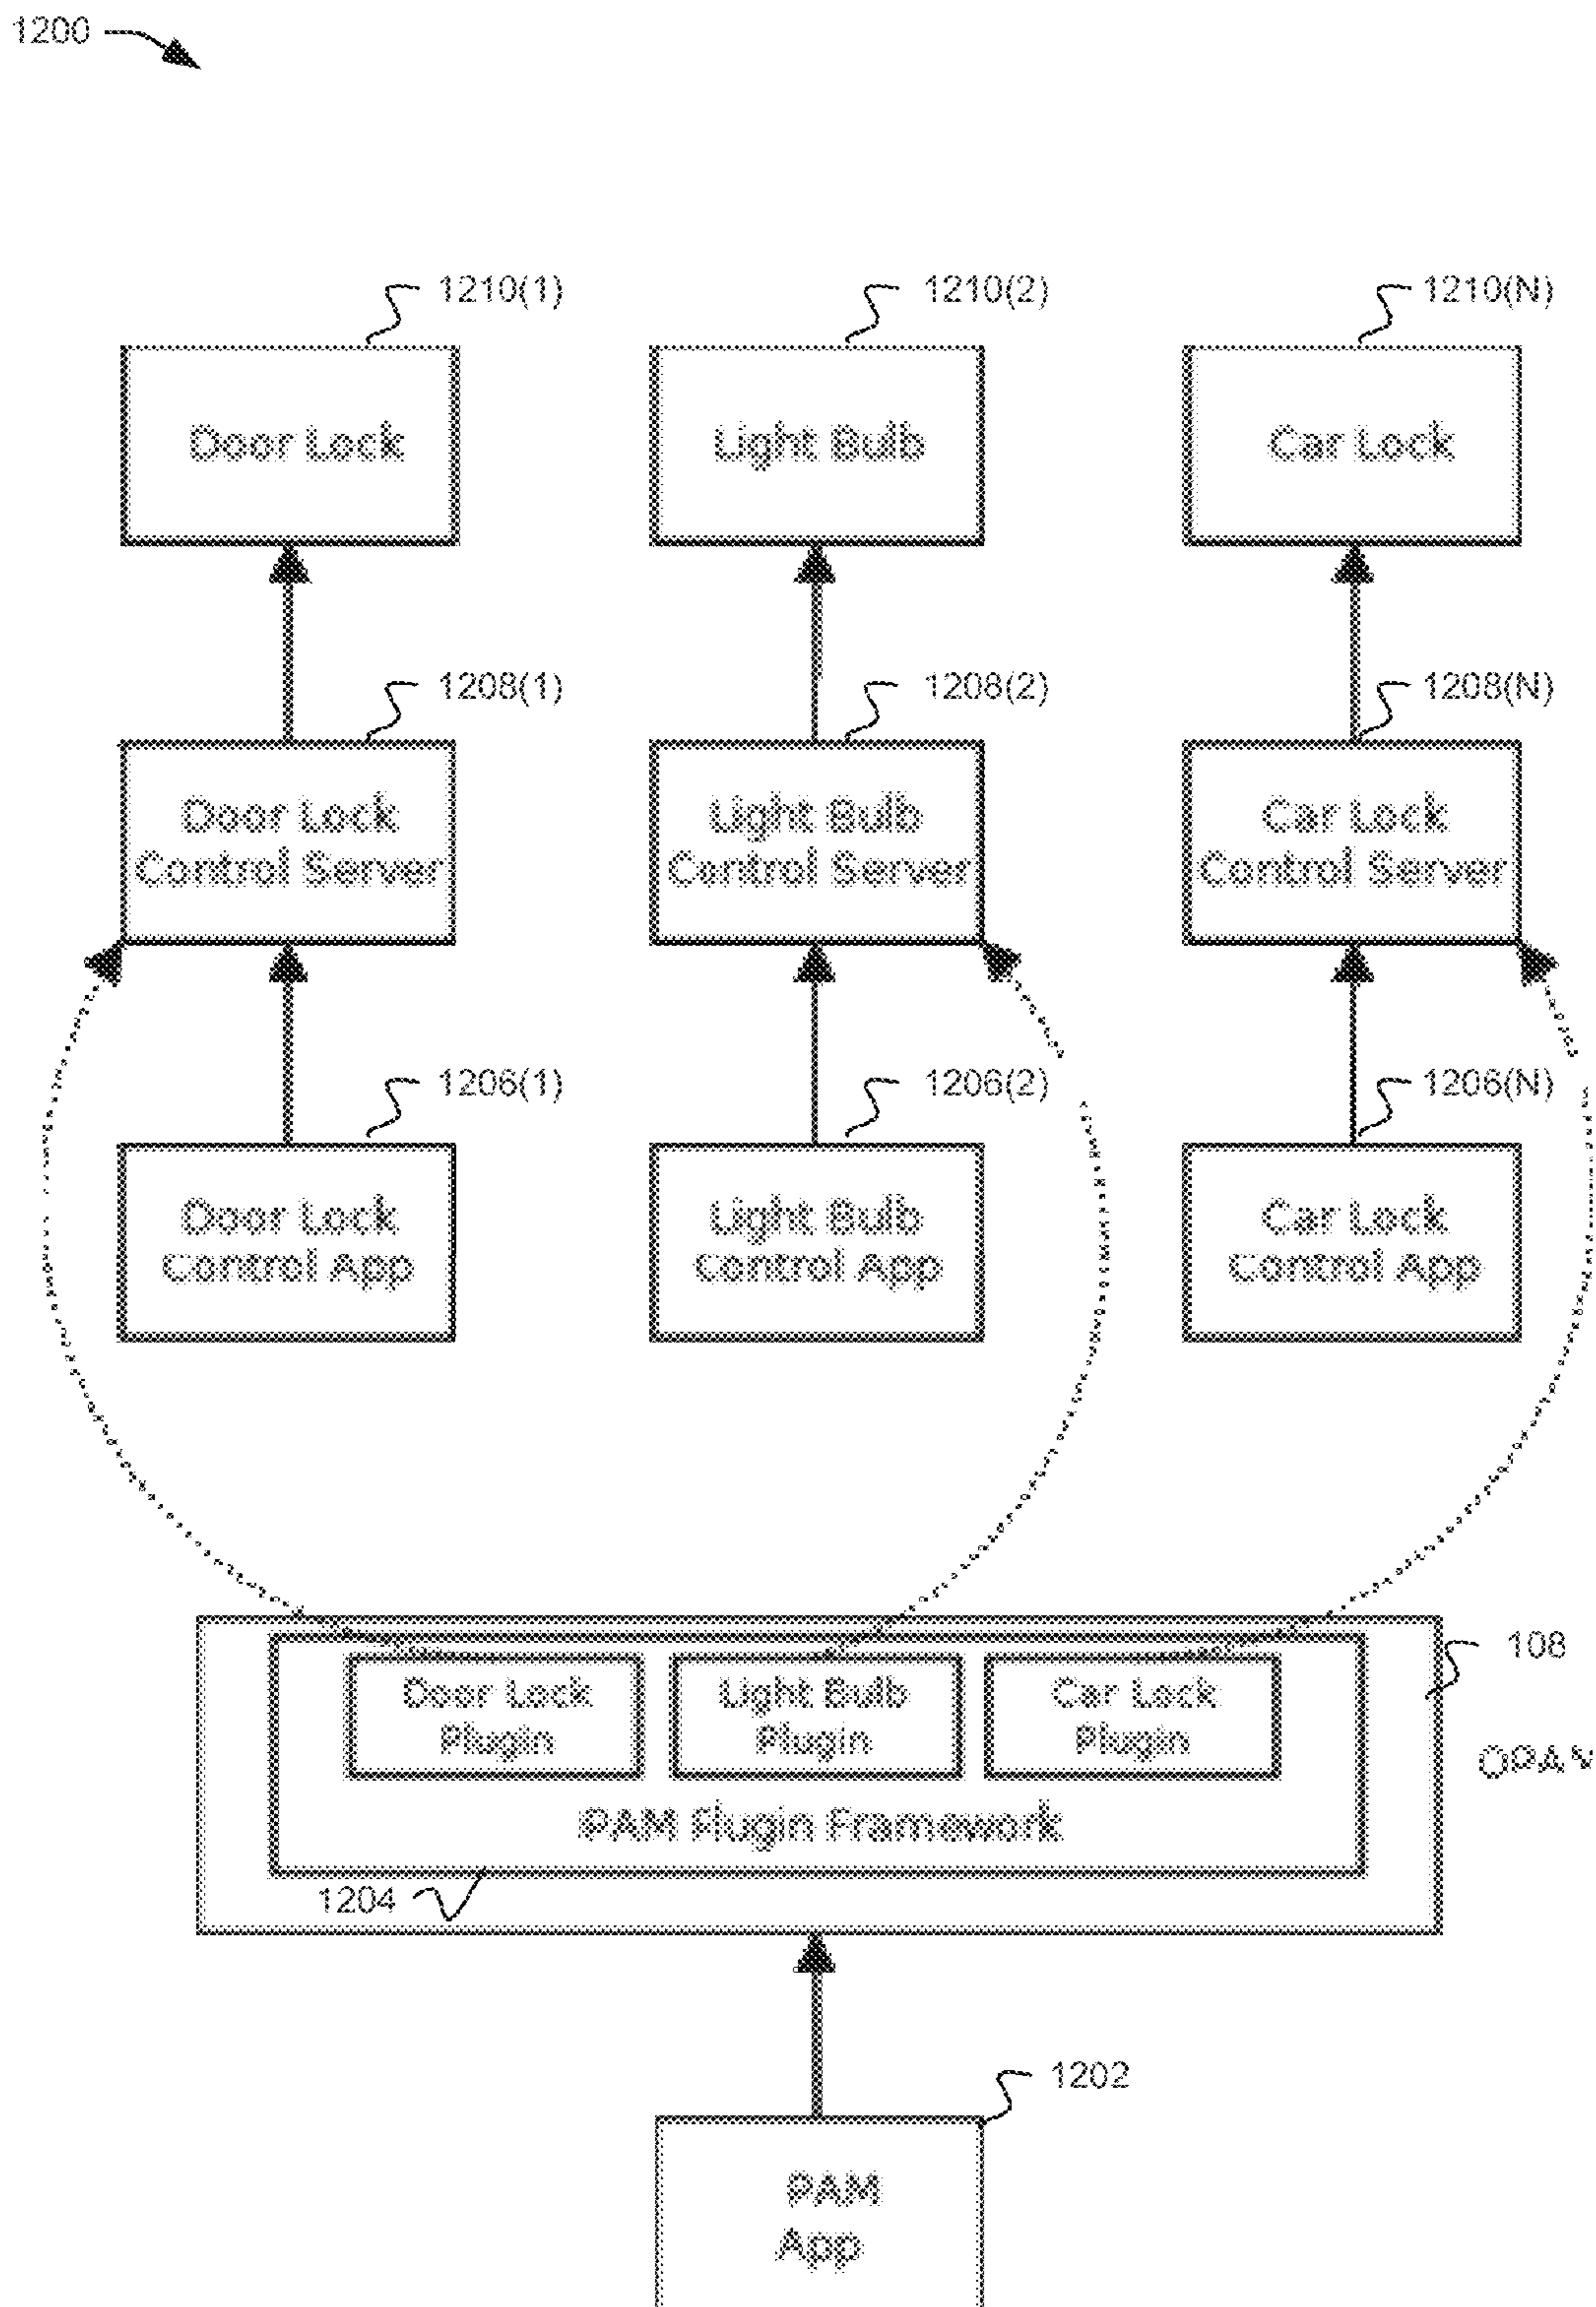 1200
1210(1)
1210(2)
1210(N)
Door Lock
Light Bulb
Car Lock
1208(1)
1208(2)
1208(N)
Door Lock
Control Server
Light Bulb
Control Server
Car Lock
Control Server
1206(1)
1206(2)
1206(N)
Door Lock
Control App
Light Bulb
Control App
Car Lock
Control App
108
Door Lock
Plugin
Light Bulb
Plugin
Car Lock
Plugin
PAM Plugin Framework
1204
1202
PAM
App